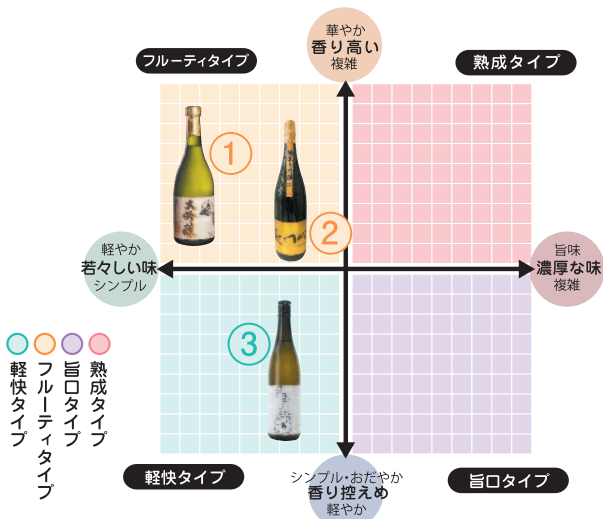 華やか
香り高い
複雑
フルーティタイプ
熟成タイプ
1
大吟醸
2
軽やか
若々しい味
シンプル
旨味
濃厚な味
複雑
3
軽快タイプ
フルーティタイプ
旨口タイプ
熟成タイプ
軽快タイプ
シンプル・おだやか
香り控えめ
軽やか
旨口タイプ